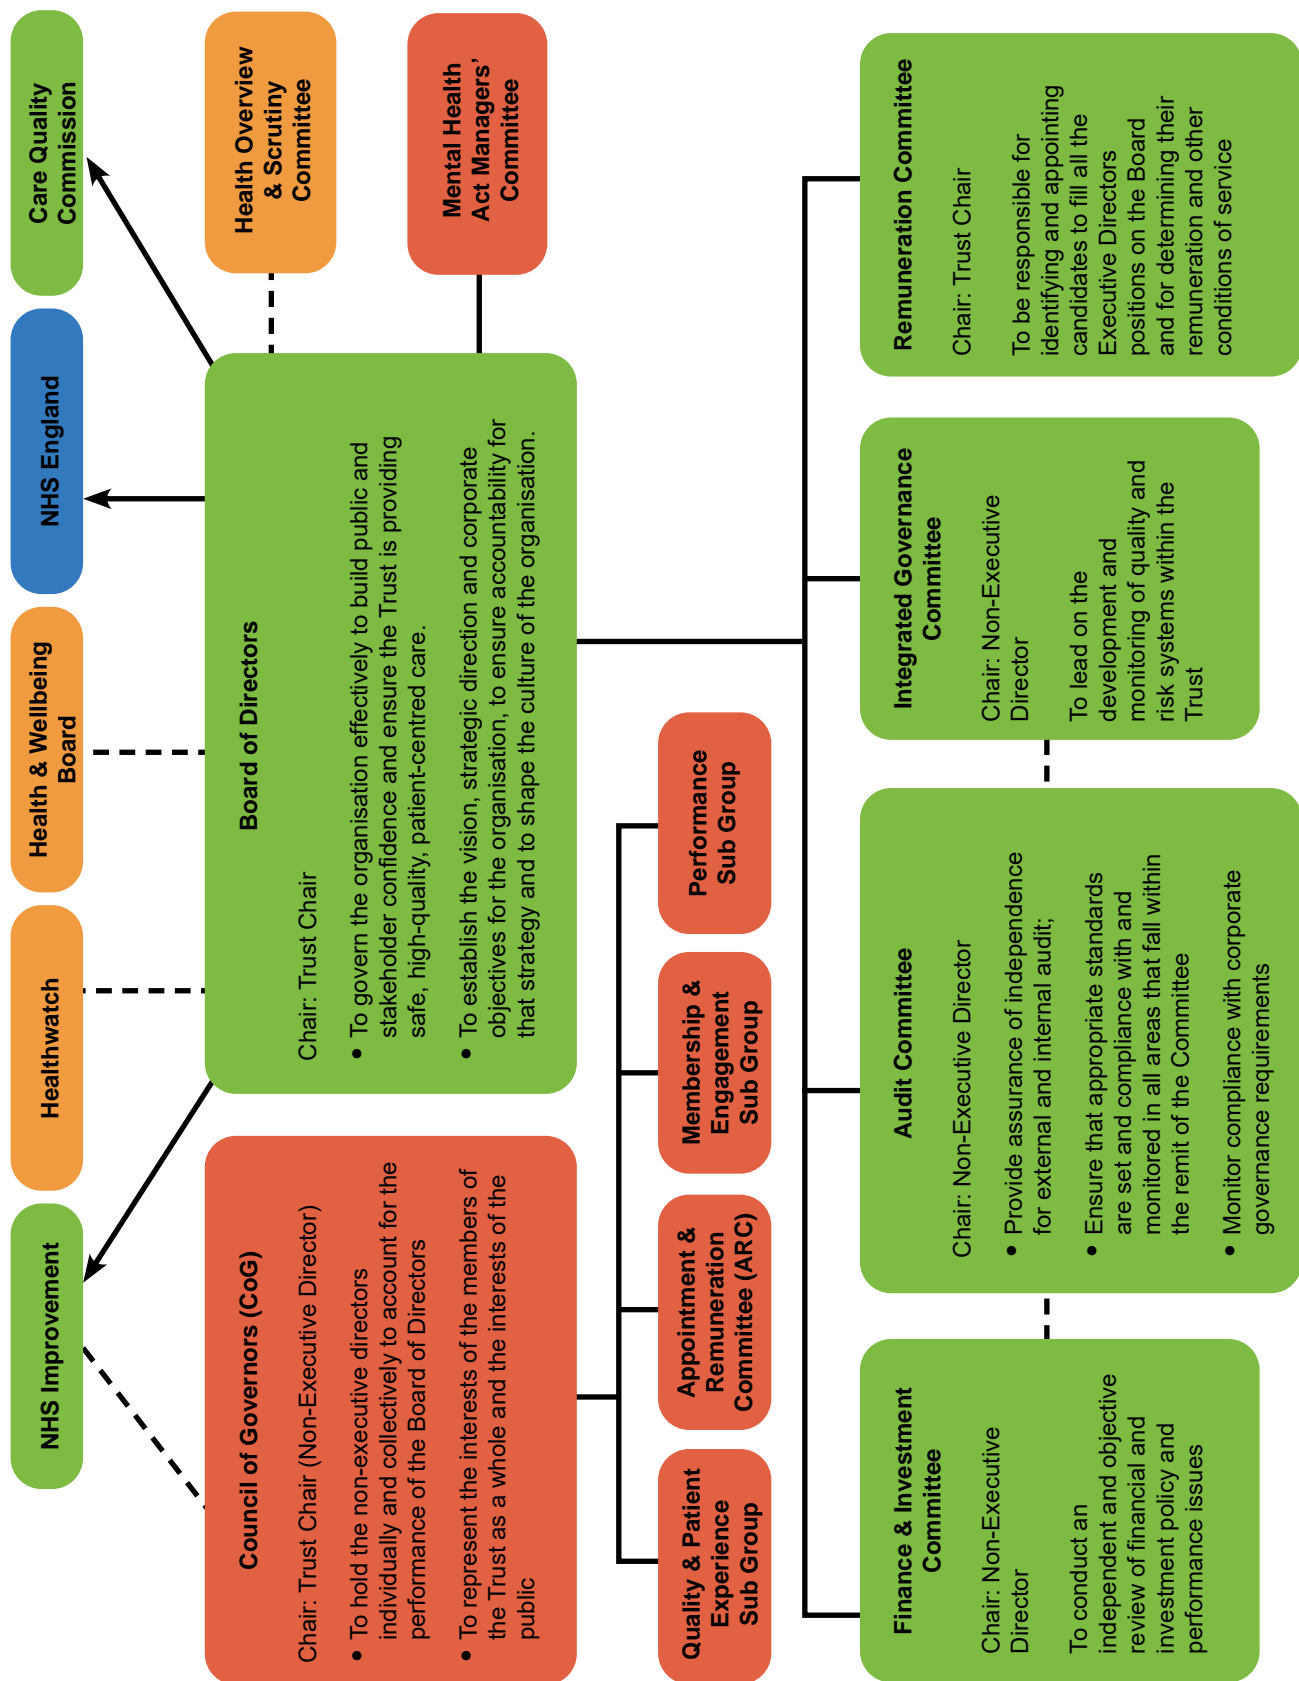 NHS Improvement
Healthwatch
Health & Wellbeing
Board
NHS England
Care Quality
Commission
Council of Governors (CoG)
Chair: Trust Chair (Non-Executive Director)
• To hold the non-executive directors
individually and collectively to account for the
performance of the Board of Directors
• To represent the interests of the members of
the Trust as a whole and the interests of the
public
Board of Directors
Chair: Trust Chair
• To govern the organisation effectively to build public and
stakeholder confidence and ensure the Trust is providing
safe, high-quality, patient-centred care.
• To establish the vision, strategic direction and corporate
objectives for the organisation, to ensure accountability for
that strategy and to shape the culture of the organisation.
Health Overview
& Scrutiny
Committee
Mental Health
Act Managers'
Committee
Quality & Patient
Experience
Sub Group
Appointment &
Remuneration
Committee (ARC)
Membership &
Engagement
Sub Group
Performance
Sub Group
Finance & Investment
Committee
Chair: Non-Executive
Director
To conduct an
independent and objective
review of financial and
investment policy and
performance issues
Audit Committee
Chair: Non-Executive Director
• Provide assurance of independence
for external and internal audit;
• Ensure that appropriate standards
are set and compliance with and
monitored in all areas that fall within
the remit of the Committee
• Monitor compliance with corporate
governance requirements
Integrated Governance
Committee
Chair: Non-Executive
Director
To lead on the
development and
monitoring of quality and
risk systems within the
Trust
Remuneration Committee
Chair: Trust Chair
To be responsible for
identifying and appointing
candidates to fill all the
Executive Directors
positions on the Board
and for determining their
remuneration and other
conditions of service